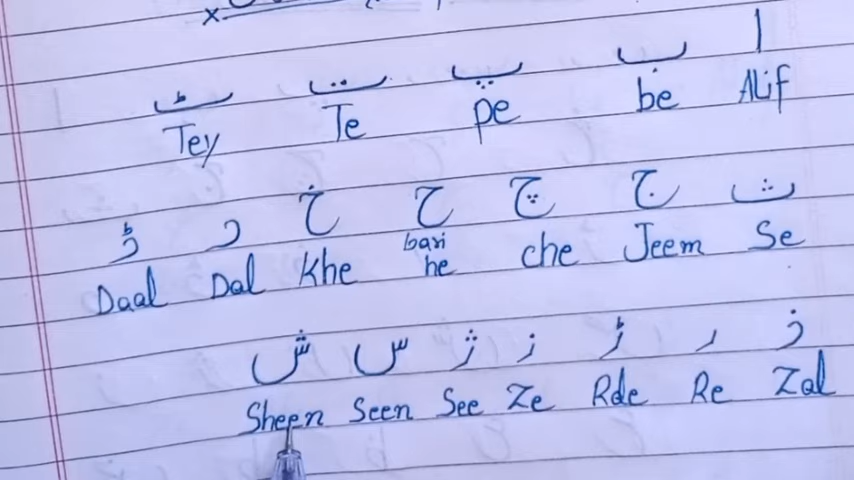 ا ب پ ت ٹ
Alif be pe Te Tey
ث ج چ ح خ د ڈ
Se Jeem che bari he Khe Dal Daal
ذ ر ڑ ز ژ س ش
Zal Re Rde Ze See Seen Sheen